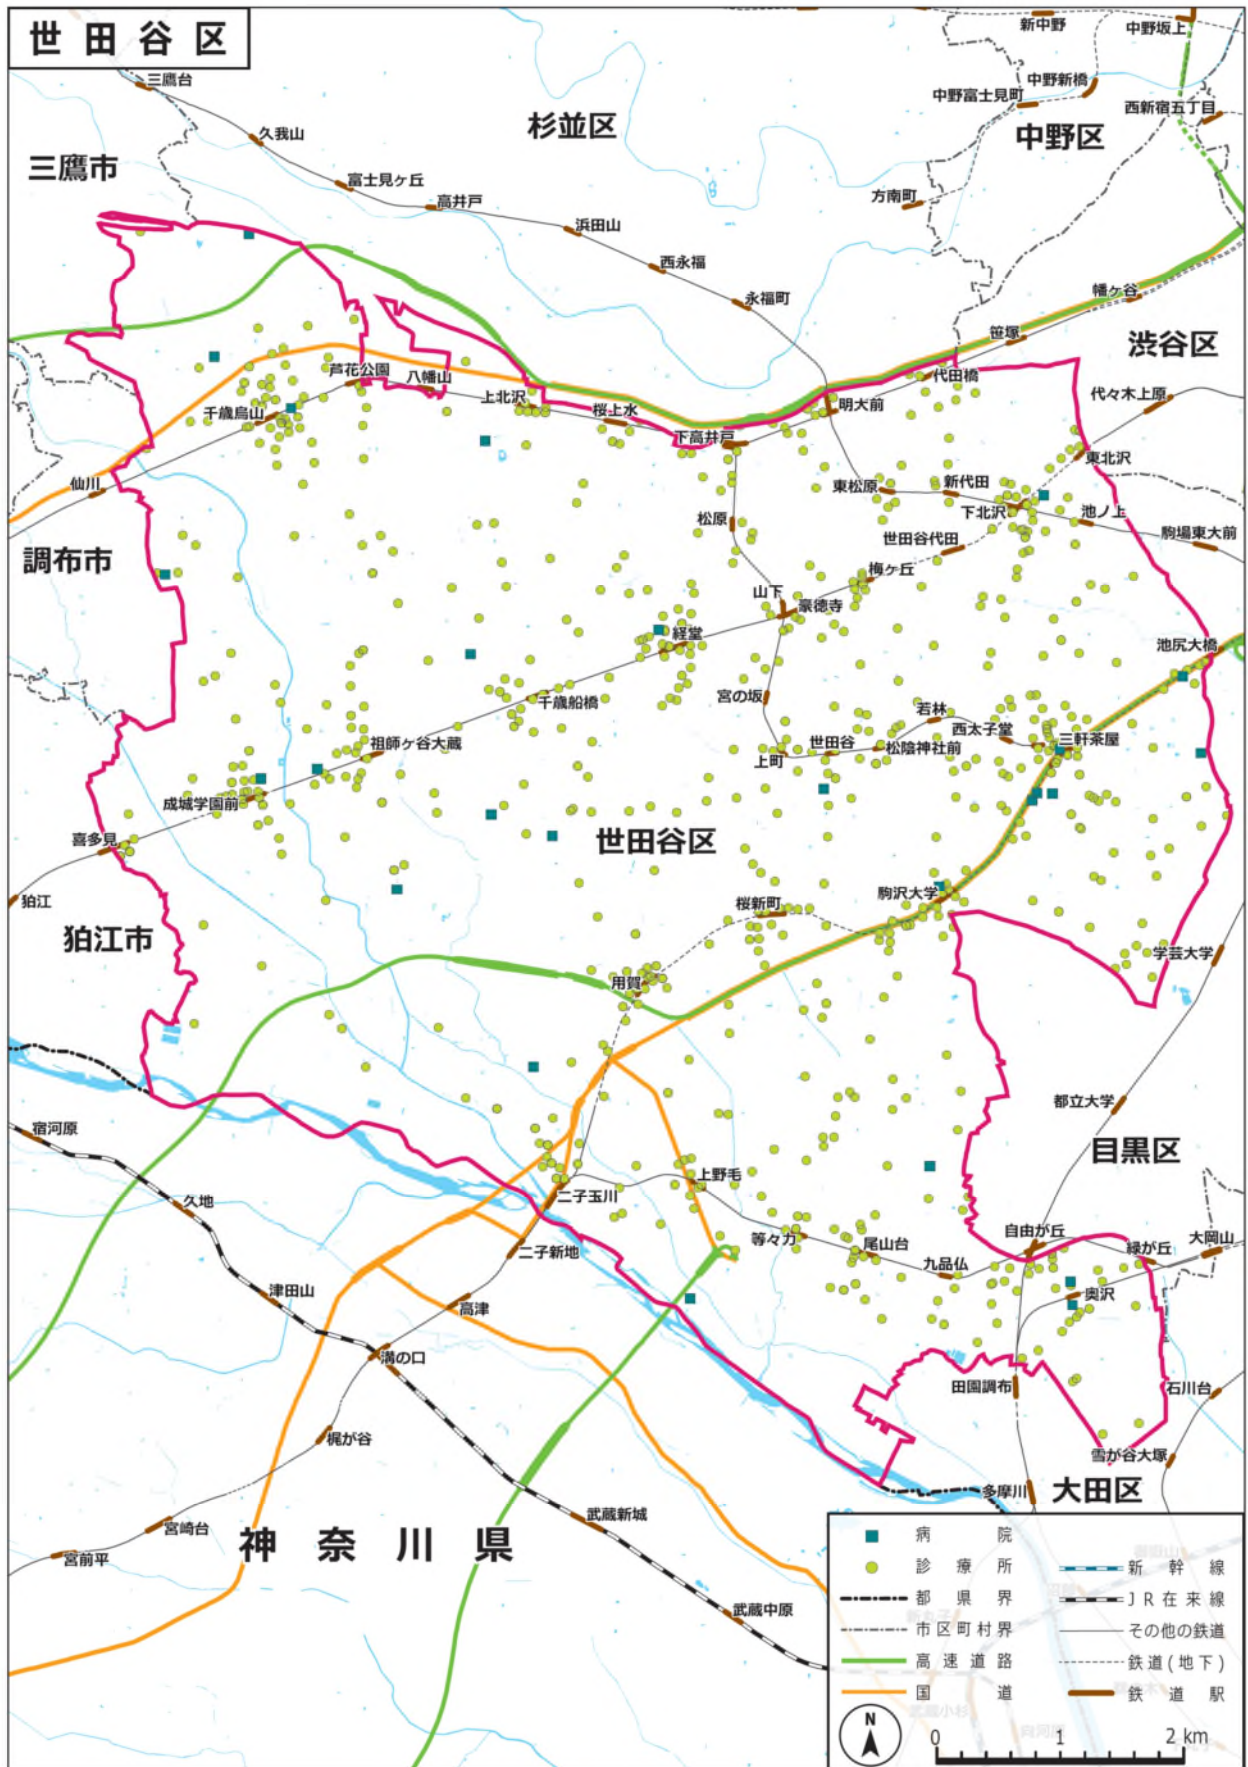 世田谷区
新中野
中野坂上
三鷹台
中野新橋
中野富士見町
西新宿五丁目
久我山
杉並区
中野区
三鷹市
富士見ヶ丘
高井戸
方南町
浜田山
西永福
永福町
幡ヶ谷
笹塚
渋谷区
芦花公園
八幡山
代田橋
代々木上原
上北沢
千歳烏山
桜上水
明大前
下高井戸
東北沢
仙川
東松原
新代田
松原
下北沢
池ノ上
世田谷代田
駒場東大前
調布市
梅ヶ丘
山下
豪徳寺
経堂
池尻大橋
宮の坂
千歳船橋
若林
西太子堂
三軒茶屋
祖師ヶ谷大蔵
世田谷
松陰神社前
上町
成城学園前
喜多見
世田谷区
駒沢大学
狛江
桜新町
狛江市
学芸大学
用賀
都立大学
宿河原
目黒区
上野毛
久地
二子玉川
自由が丘
等々力
尾山台
緑が丘
大岡山
二子新地
九品仏
津田山
奥沢
高津
溝の口
田園調布
石川台
梶が谷
雪が谷大塚
多摩川
大田区
武蔵新城
宮崎台
神奈川県
宮前平
武蔵中原
病院
診療所
新幹線
都県界
JR在来線
市区町村界
その他の鉄道
高速道路
鉄道(地下)
国道
鉄道駅
武蔵小杉
向河原
N
0 1 2 km